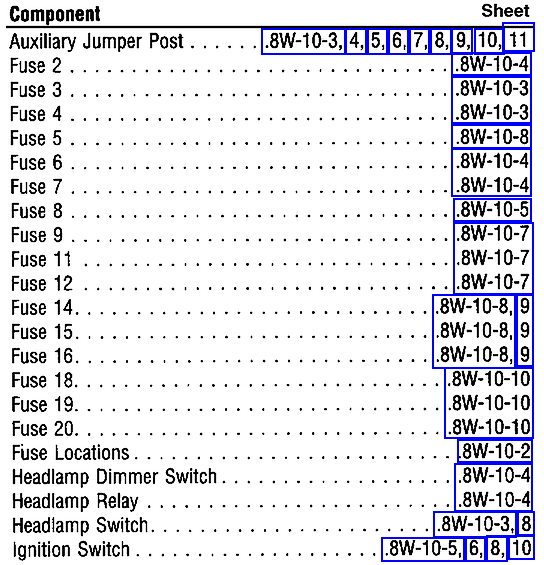 Component Sheet
Auxiliary Jumper Post . . . . . . .8W-10-3, 4, 5, 6, 7, 8, 9, 10, 11
Fuse 2 . . . . . . . . . . . . . . . . . . . . . . . . . . . . .8W-10-4
Fuse 3 . . . . . . . . . . . . . . . . . . . . . . . . . . . . .8W-10-3
Fuse 4 . . . . . . . . . . . . . . . . . . . . . . . . . . . . .8W-10-3
Fuse 5 . . . . . . . . . . . . . . . . . . . . . . . . . . . . .8W-10-8
Fuse 6 . . . . . . . . . . . . . . . . . . . . . . . . . . . . .8W-10-4
Fuse 7 . . . . . . . . . . . . . . . . . . . . . . . . . . . . .8W-10-4
Fuse 8 . . . . . . . . . . . . . . . . . . . . . . . . . . . . .8W-10-5
Fuse 9 . . . . . . . . . . . . . . . . . . . . . . . . . . . . .8W-10-7
Fuse 11 . . . . . . . . . . . . . . . . . . . . . . . . . . . .8W-10-7
Fuse 12 . . . . . . . . . . . . . . . . . . . . . . . . . . . .8W-10-7
Fuse 14. . . . . . . . . . . . . . . . . . . . . . . . . . .8W-10-8, 9
Fuse 15. . . . . . . . . . . . . . . . . . . . . . . . . . .8W-10-8, 9
Fuse 16. . . . . . . . . . . . . . . . . . . . . . . . . . .8W-10-8, 9
Fuse 18. . . . . . . . . . . . . . . . . . . . . . . . . . . .8W-10-10
Fuse 19. . . . . . . . . . . . . . . . . . . . . . . . . . . .8W-10-10
Fuse 20. . . . . . . . . . . . . . . . . . . . . . . . . . . .8W-10-10
Fuse Locations . . . . . . . . . . . . . . . . . . . . . . . .8W-10-2
Headlamp Dimmer Switch . . . . . . . . . . . . . . . . .8W-10-4
Headlamp Relay . . . . . . . . . . . . . . . . . . . . . . .8W-10-4
Headlamp Switch. . . . . . . . . . . . . . . . . . . . .8W-10-3, 8
Ignition Switch . . . . . . . . . . . . . . . . . .8W-10-5, 6, 8, 10